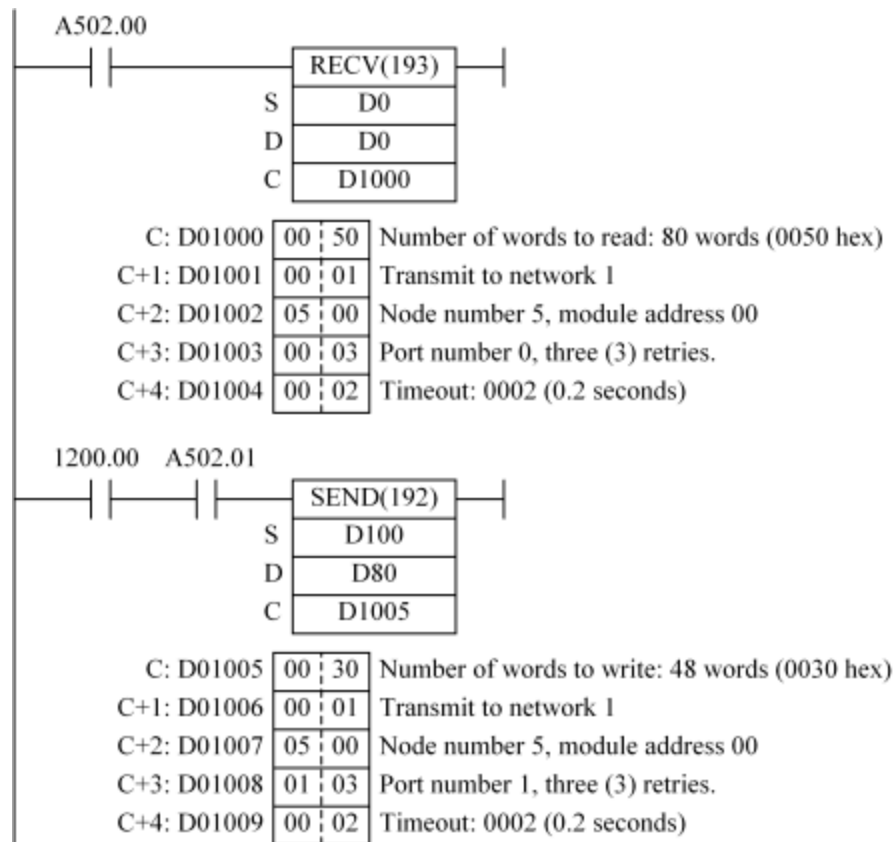 A502.00
RECV(193)
S D0
D D0
C D1000
C: D01000 00 50 Number of words to read: 80 words (0050 hex)
C+1: D01001 00 01 Transmit to network 1
C+2: D01002 05 00 Node number 5, module address 00
C+3: D01003 00 03 Port number 0, three (3) retries.
C+4: D01004 00 02 Timeout: 0002 (0.2 seconds)
1200.00 A502.01
SEND(192)
S D100
D D80
C D1005
C: D01005 00 30 Number of words to write: 48 words (0030 hex)
C+1: D01006 00 01 Transmit to network 1
C+2: D01007 05 00 Node number 5, module address 00
C+3: D01008 01 03 Port number 1, three (3) retries.
C+4: D01009 00 02 Timeout: 0002 (0.2 seconds)